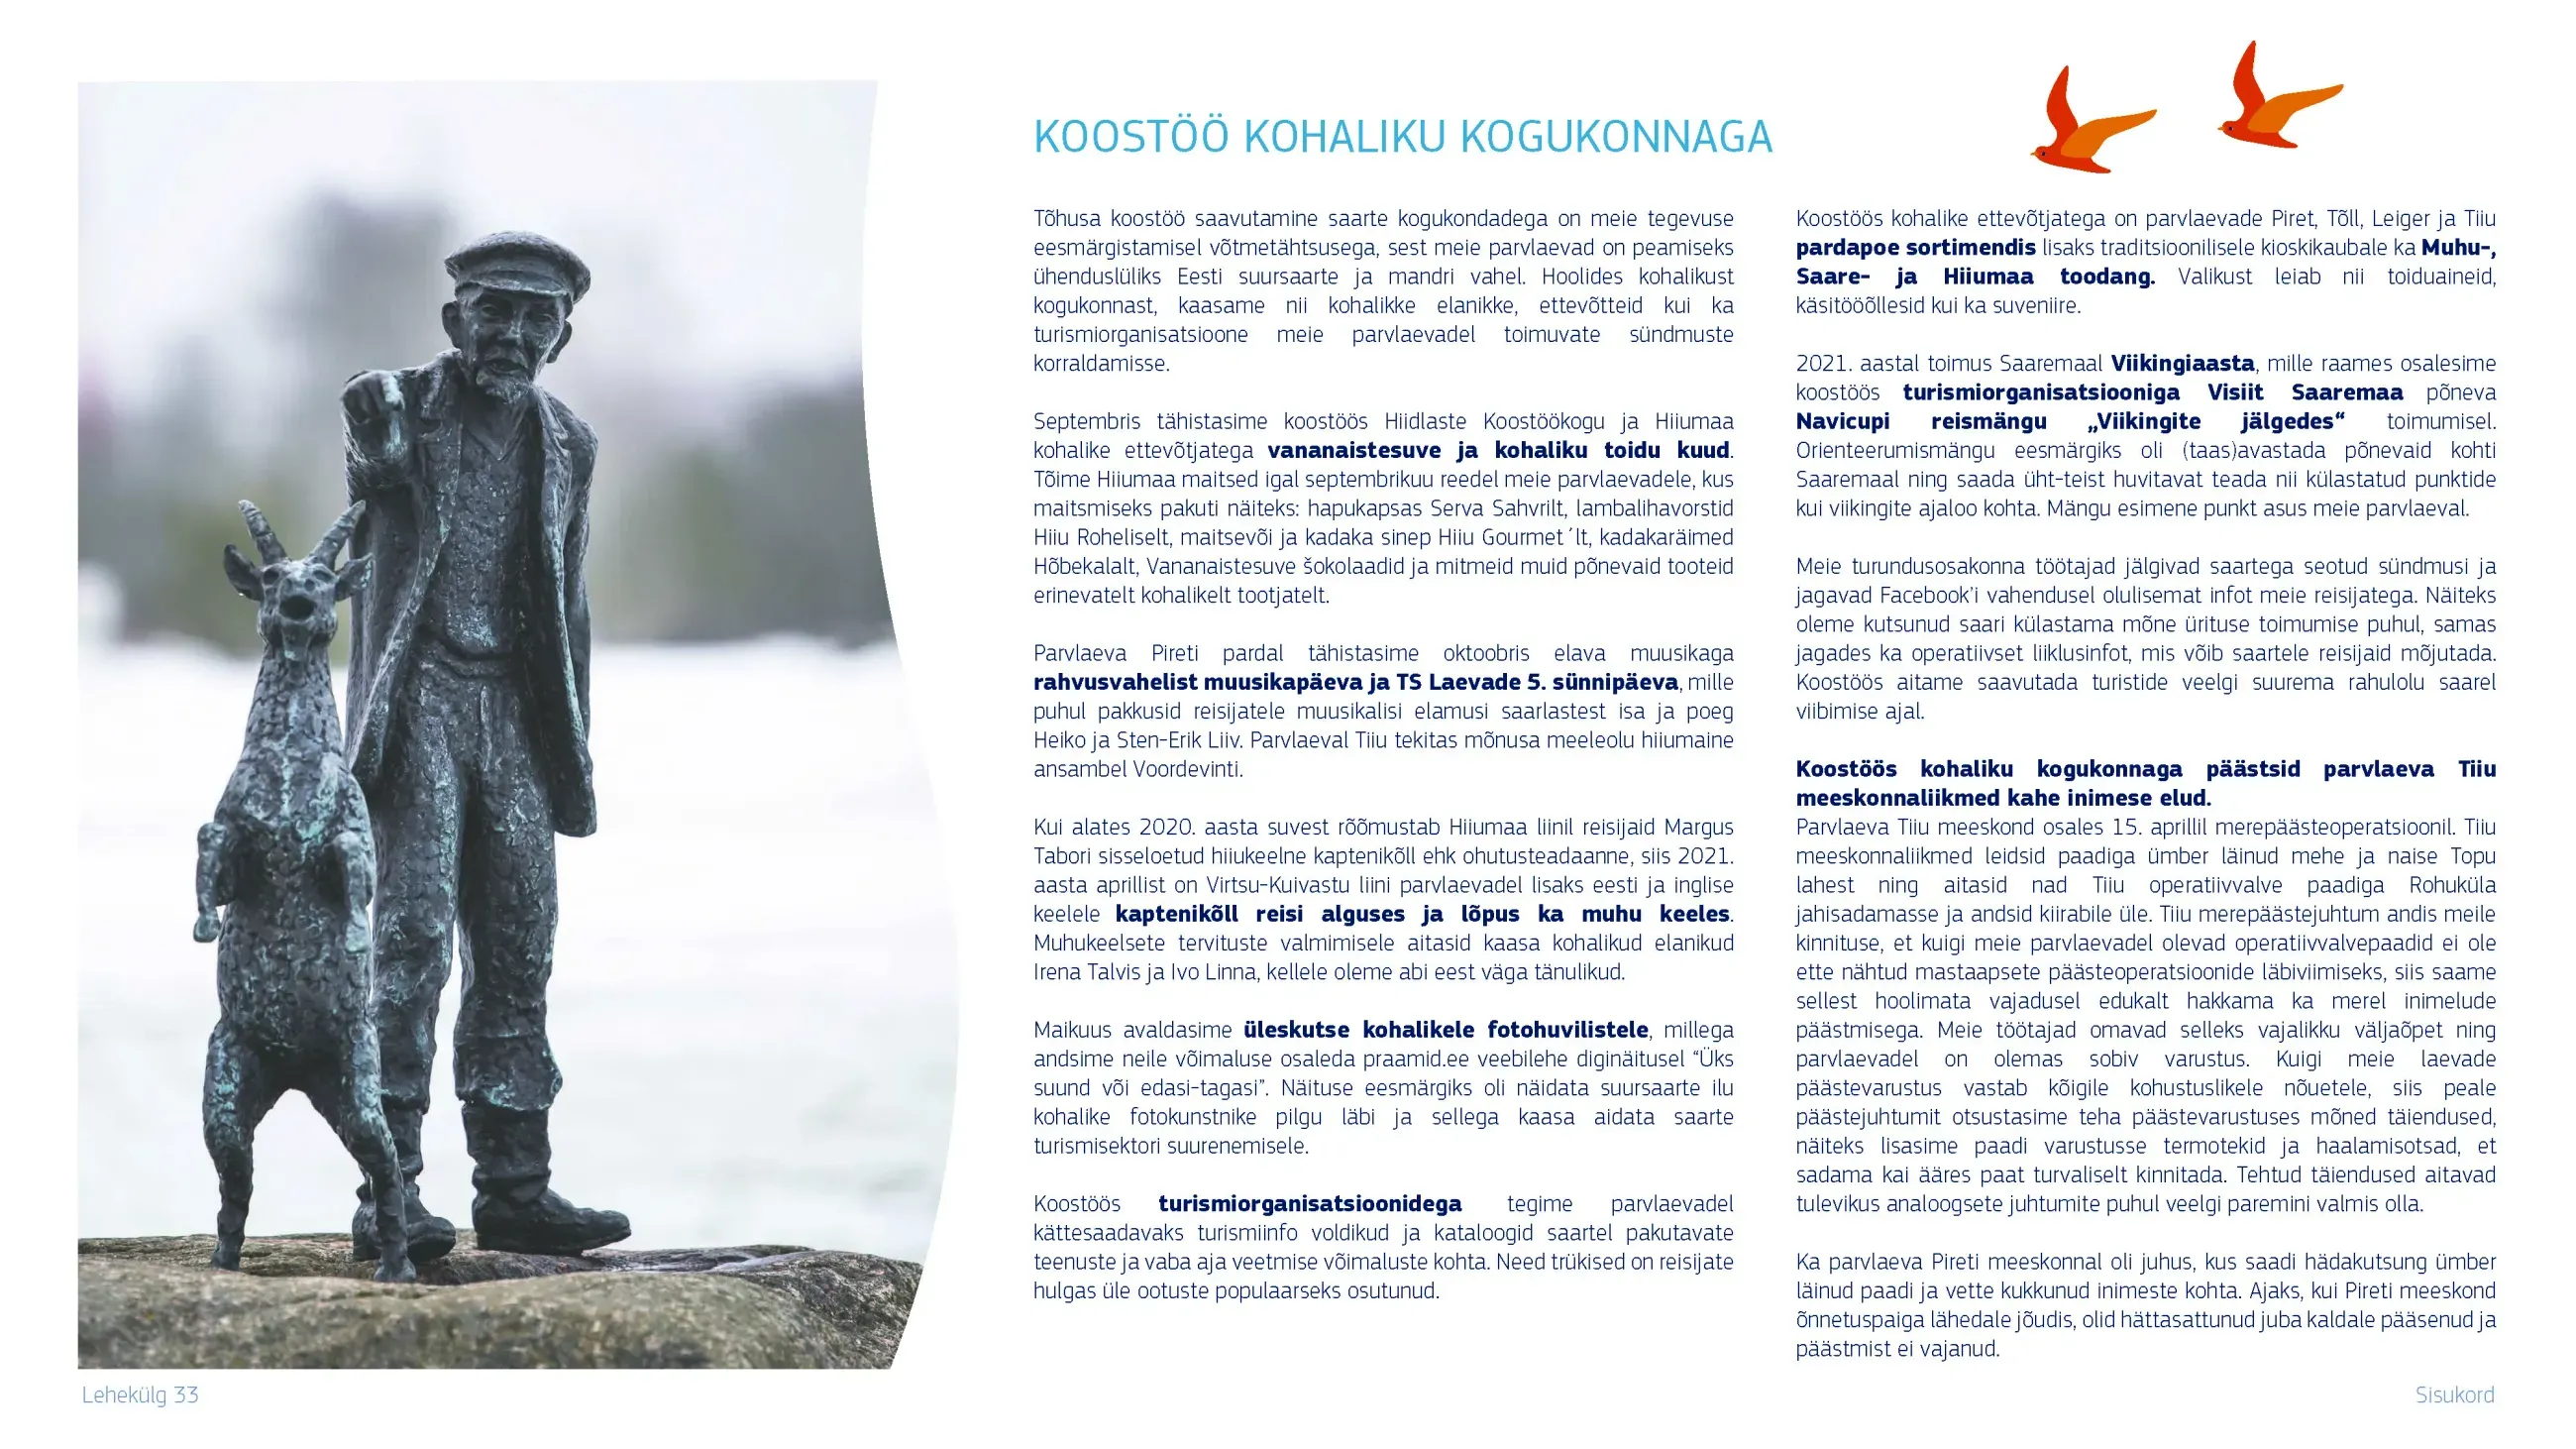 KOOSTÖÖ KOHALIKU KOGUKONNAGA
Tõhusa koostöö saavutamine saarte kogukondadega on meie tegevuse
eesmärgistamisel võtmetähtsusega, sest meie parvlaevad on peamiseks
ühenduslüliks Eesti suursaarte ja mandri vahel. Hoolides kohalikust
kogukonnast, kaasame nii kohalikke elanikke, ettevõtteid kui ka
turismiorganisatsioone meie parvlaevadel toimuvate sündmuste
korraldamisse.
Septembris tähistasime koostöös Hiidlaste Koostöökogu ja Hiiumaa
kohalike ettevõtjatega vananaistesuve ja kohaliku toidu kuud.
Tõime Hiiumaa maitsed igal septembrikuu reedel meie parvlaevadele, kus
maitsmiseks pakuti näiteks: hapukapsas Serva Sahvrilt, lambalihavorstid
Hiiu Roheliselt, maitsevõi ja kadaka sinep Hiiu Gourmet´lt, kadakaräimed
Hõbekalalt, Vananaistesuve šokolaadid ja mitmeid muid põnevaid tooteid
erinevatelt kohalikelt tootjatelt.
Parvlaeva Pireti pardal tähistasime oktoobris elava muusikaga
rahvusvahelist muusikapäeva ja TS Laevade 5. sünnipäeva, mille
puhul pakkusid reisijatele muusikalisi elamusi saarlastest isa ja poeg
Heiko ja Sten-Erik Liiv. Parvlaeval Tiiu tekitas mõnusa meeleolu hiiumaine
ansambel Voordevinti.
Kui alates 2020. aasta suvest rõõmustab Hiiumaa liinil reisijaid Margus
Tabori sisseloetud hiiukeelne kaptenikõll ehk ohutusteadaanne, siis 2021.
aasta aprillist on Virtsu-Kuivastu liini parvlaevadel lisaks eesti ja inglise
keelele kaptenikõll reisi alguses ja lõpus ka muhu keeles.
Muhukeelsete tervituste valmimisele aitasid kaasa kohalikud elanikud
Irena Talvis ja Ivo Linna, kellele oleme abi eest väga tänulikud.
Maikuus avaldasime üleskutse kohalikele fotohuvilistele, millega
andsime neile võimaluse osaleda praamid.ee veebilehe diginäitusel “Üks
suund või edasi-tagasi”. Näituse eesmärgiks oli näidata suursaarte ilu
kohalike fotokunstnike pilgu läbi ja sellega kaasa aidata saarte
turismisektori suurenemisele.
Koostöös turismiorganisatsioonidega tegime parvlaevadel
kättesaadavaks turismiinfo voldikud ja kataloogid saartel pakutavate
teenuste ja vaba aja veetmise võimaluste kohta. Need trükised on reisijate
hulgas üle ootuste populaarseks osutunud.
Koostöös kohalike ettevõtjatega on parvlaevade Piret, Tõll, Leiger ja Tiiu
pardapoe sortimendis lisaks traditsioonilisele kioskikaubale ka Muhu-,
Saare- ja Hiiumaa toodang. Valikust leiab nii toiduaineid,
käsitööõllesid kui ka suveniire.
2021. aastal toimus Saaremaal Viikingiaasta, mille raames osalesime
koostöös turismiorganisatsiooniga Visiit Saaremaa põneva
Navicupi reismängu „Viikingite jälgedes“ toimumisel.
Orienteerumismängu eesmärgiks oli (taas)avastada põnevaid kohti
Saaremaal ning saada üht-teist huvitavat teada nii külastatud punktide
kui viikingite ajaloo kohta. Mängu esimene punkt asus meie parvlaeval.
Meie turundusosakonna töötajad jälgivad saartega seotud sündmusi ja
jagavad Facebook’i vahendusel olulisemat infot meie reisijatega. Näiteks
oleme kutsunud saari külastama mõne ürituse toimumise puhul, samas
jagades ka operatiivset liiklusinfot, mis võib saartele reisijaid mõjutada.
Koostöös aitame saavutada turistide veelgi suurema rahulolu saarel
viibimise ajal.
Koostöös kohaliku kogukonnaga päästsid parvlaeva Tiiu
meeskonnaliikmed kahe inimese elud.
Parvlaeva Tiiu meeskond osales 15. aprillil merepäästeoperatsioonil. Tiiu
meeskonnaliikmed leidsid paadiga ümber läinud mehe ja naise Topu
lahest ning aitasid nad Tiiu operatiivvalve paadiga Rohuküla
jahisadamasse ja andsid kiirabile üle. Tiiu merepäästejuhtum andis meile
kinnituse, et kuigi meie parvlaevadel olevad operatiivvalvepaadid ei ole
ette nähtud mastaapsete päästeoperatsioonide läbiviimiseks, siis saame
sellest hoolimata vajadusel edukalt hakkama ka merel inimelude
päästmisega. Meie töötajad omavad selleks vajalikku väljaõpet ning
parvlaevadel on olemas sobiv varustus. Kuigi meie laevade
päästevarustus vastab kõigile kohustuslikele nõuetele, siis peale
päästejuhtumit otsustasime teha päästevarustuses mõned täiendused,
näiteks lisasime paadi varustusse termotekid ja haalamisotsad, et
sadama kai ääres paat turvaliselt kinnitada. Tehtud täiendused aitavad
tulevikus analoogsete juhtumite puhul veelgi paremini valmis olla.
Ka parvlaeva Pireti meeskonnal oli juhus, kus saadi hädakutsung ümber
läinud paadi ja vette kukkunud inimeste kohta. Ajaks, kui Pireti meeskond
õnnetuspaiga lähedale jõudis, olid hättasattunud juba kaldale pääsenud ja
päästmist ei vajanud.
Lehekülg 33
Sisukord